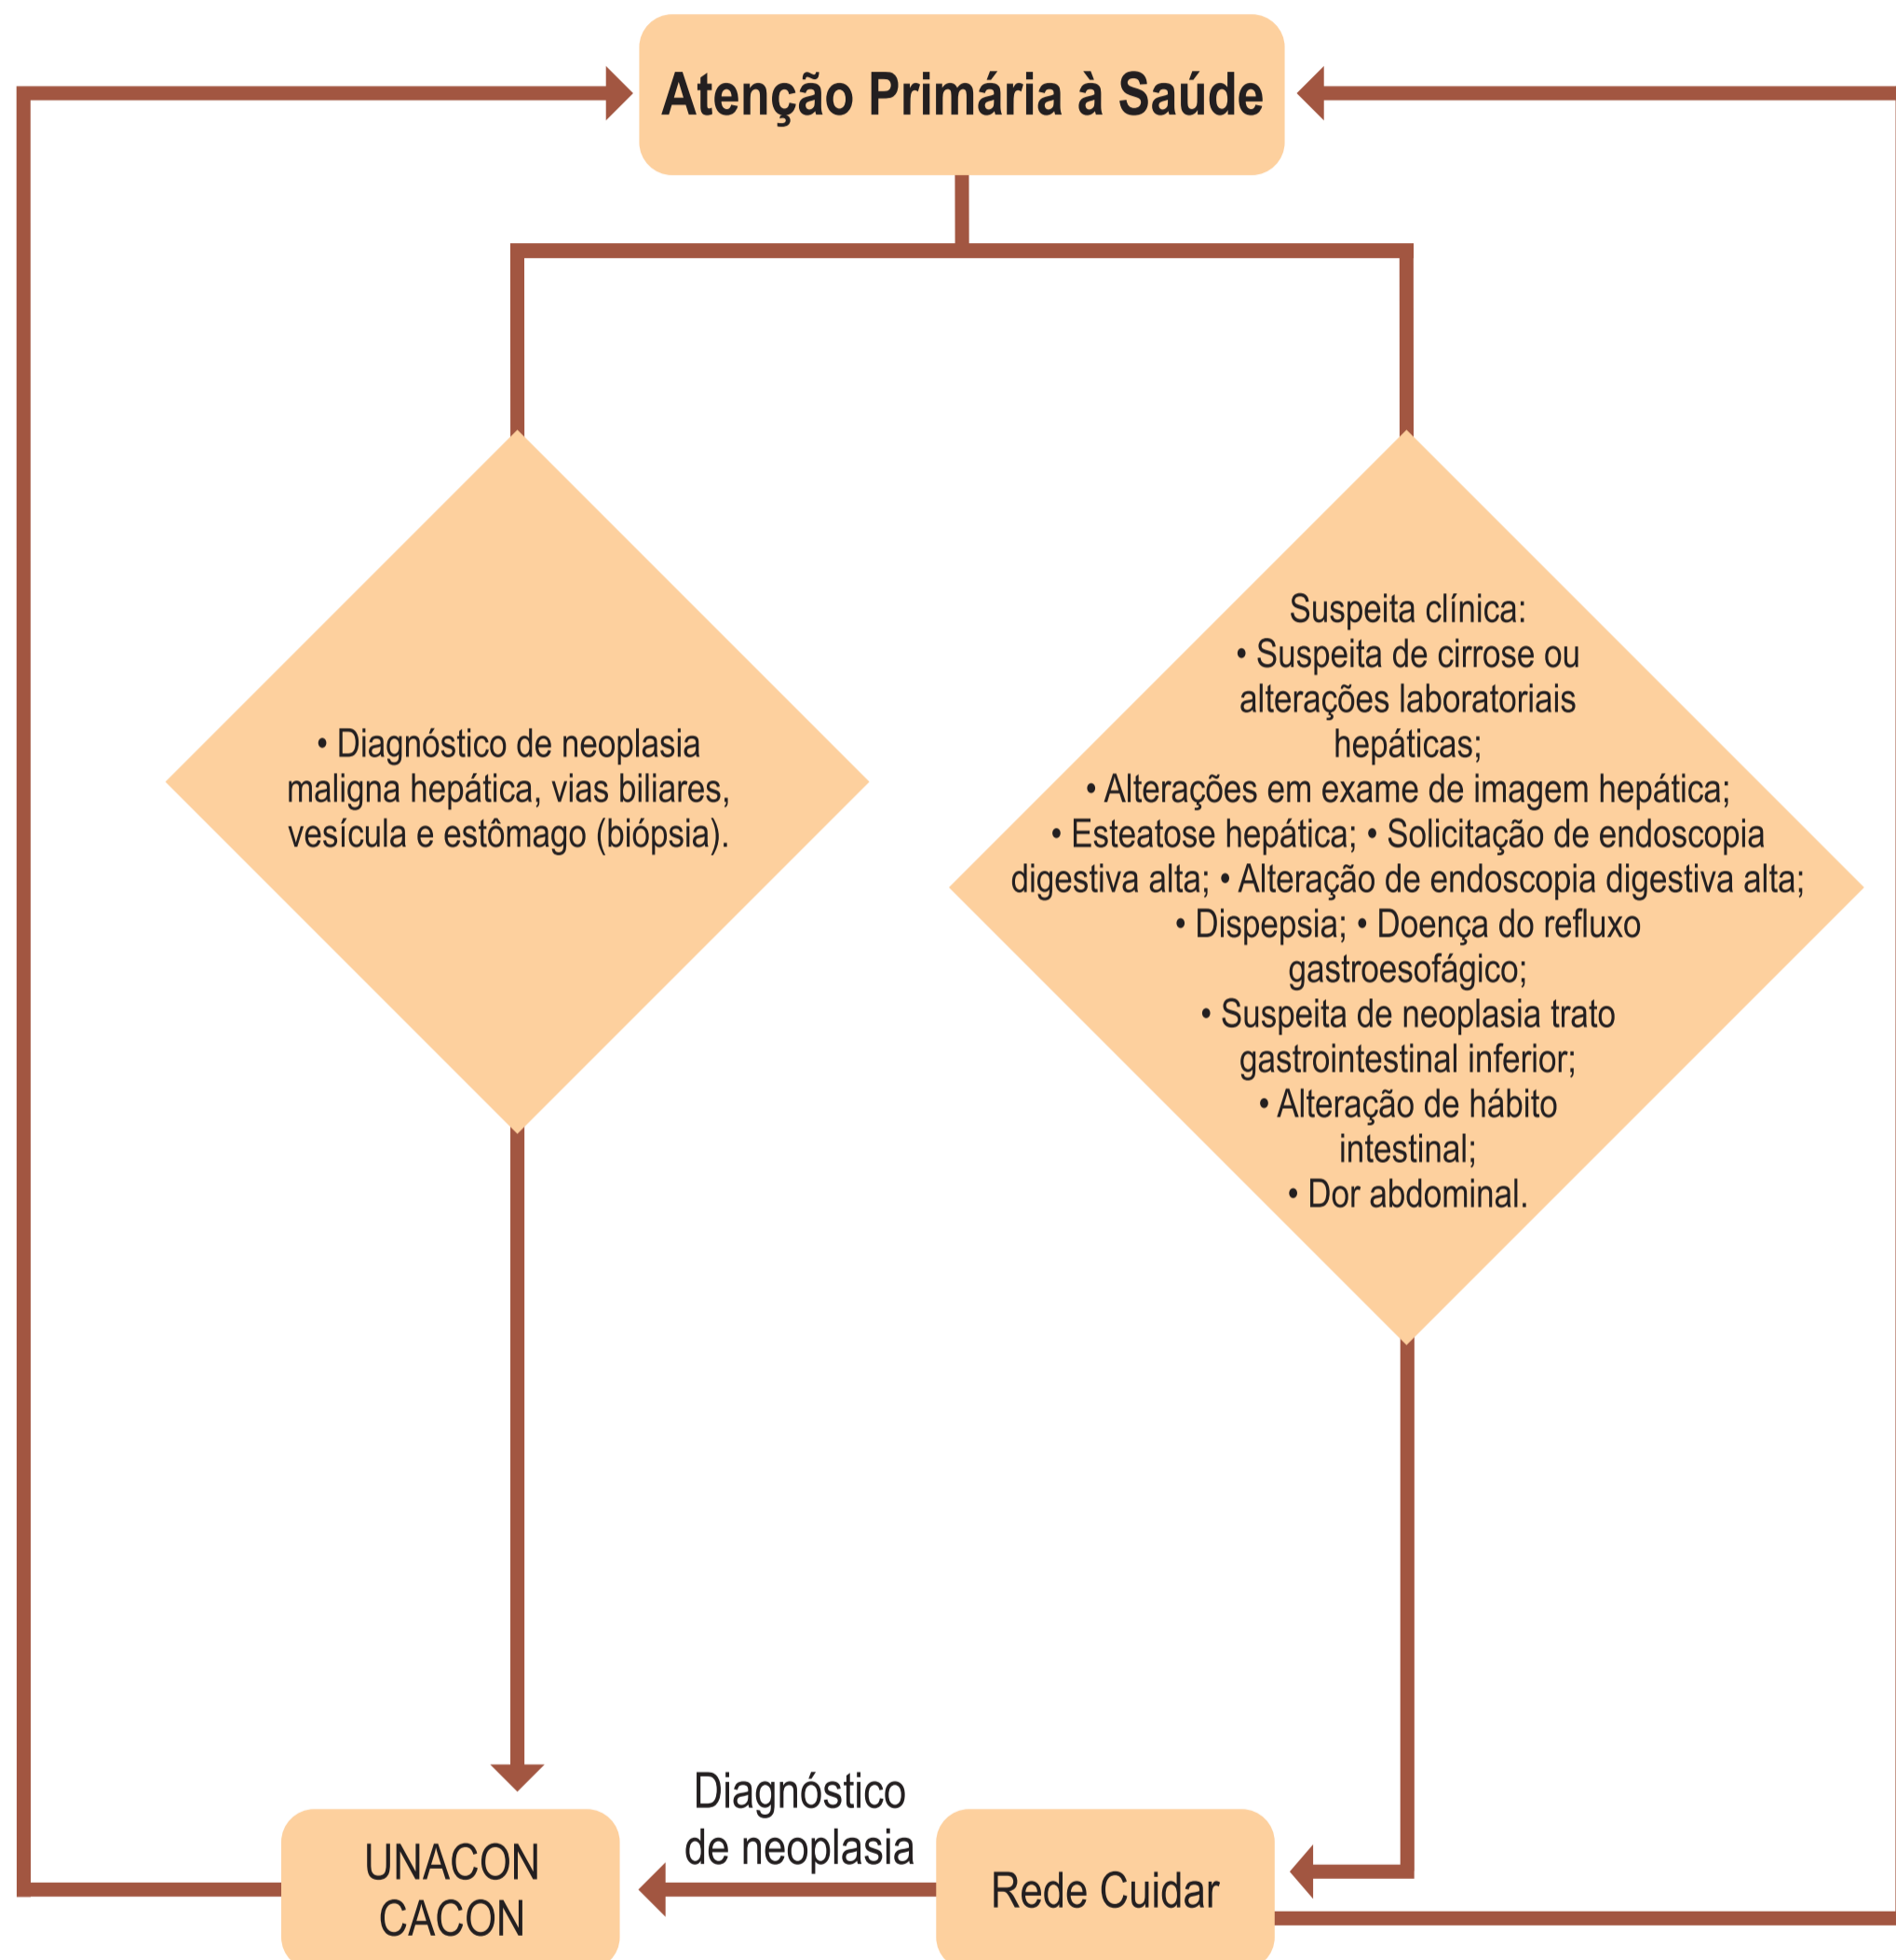 Atenção Primária à Saúde
• Diagnóstico de neoplasia
maligna hepática, vias biliares,
vesícula e estômago (biópsia).
Suspeita clínica:
• Suspeita de cirrose ou
alterações laboratoriais
hepáticas;
• Alterações em exame de imagem hepática;
• Esteatose hepática; • Solicitação de endoscopia
digestiva alta; • Alteração de endoscopia digestiva alta;
• Dispepsia; • Doença do refluxo
gastroesofágico;
• Suspeita de neoplasia trato
gastrointestinal inferior;
• Alteração de hábito
intestinal;
• Dor abdominal.
Diagnóstico
de neoplasia
UNACON
CACON
Rede Cuidar